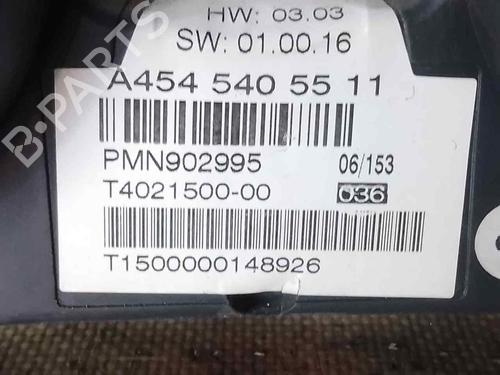 HW: 03.03
SW: 01.00.16
A454 540 55 11
PMN902995 06/153
T4021500-00 036
T1500000148926
B-PARTS